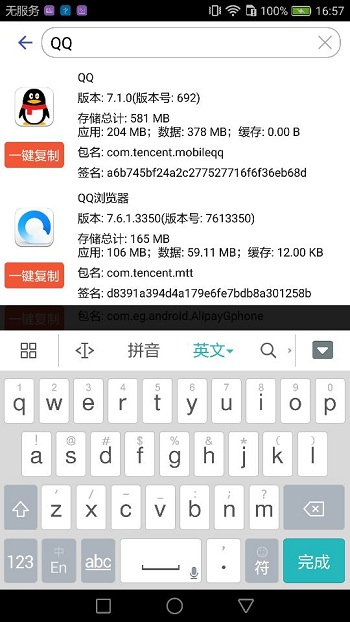 无服务 100% 16:57
QQ
QQ
版本: 7.1.0(版本号: 692)
存储总计: 581 MB
应用: 204 MB；数据: 378 MB；缓存: 0.00 B
一键复制
包名: com.tencent.mobileqq
签名: a6b745bf24a2c277527716f6f36eb68d
QQ浏览器
版本: 7.6.1.3350(版本号: 7613350)
存储总计: 165 MB
应用: 106 MB；数据: 59.11 MB；缓存: 12.00 KB
一键复制
包名: com.tencent.mtt
签名: d8391a394d4a179e6fe7bdb8a301258b
一键复制
包名: com.eg.android.AlipayGphone
拼音 英文
1 2 3 4 5 6 7 8 9 0
q w e r t y u i o p
! @ # $ % & * ( )
a s d f g h j k l
' / - _ : ; ?
z x c v b n m
123 中 En abc , . 符 完成